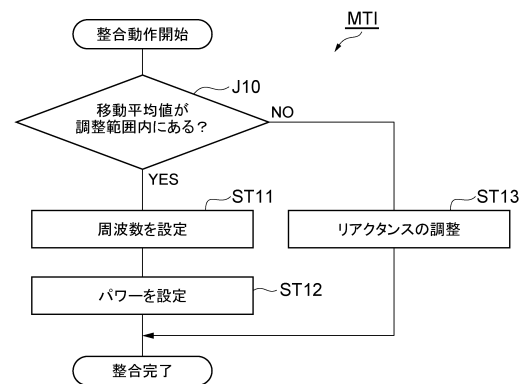 MTI
整合動作開始
J10
移動平均値が
調整範囲内にある?
NO
YES
ST11
周波数を設定
ST13
リアクタンスの調整
パワーを設定
ST12
整合完了